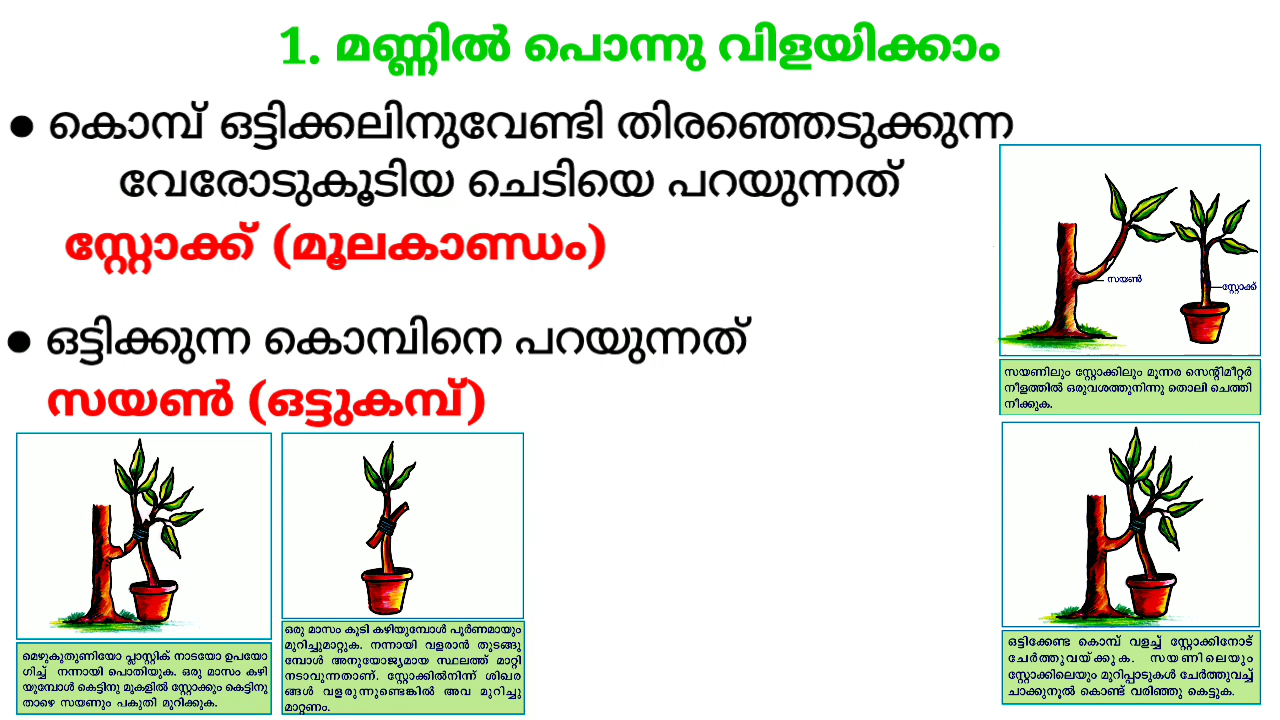 1. മണ്ണിൽ പൊന്നു വിളയിക്കാം
● കൊമ്പ് ഒട്ടിക്കലിനുവേണ്ടി തിരഞ്ഞെടുക്കുന്ന
വേരോടുകൂടിയ ചെടിയെ പറയുന്നത്
സ്റ്റോക്ക് (മൂലകാണ്ഡം)
● ഒട്ടിക്കുന്ന കൊമ്പിനെ പറയുന്നത്
സയൺ (ഒട്ടുകമ്പ്)
സയൺ
സ്റ്റോക്ക്
സയണിലും സ്റ്റോക്കിലും മൂന്നര സെന്റിമീറ്റർ
നീളത്തിൽ ഒരുവശത്തുനിന്നു തൊലി ചെത്തി
നീക്കുക.
ഒട്ടിക്കേണ്ട കൊമ്പ് വളച്ച് സ്റ്റോക്കിനോട്
ചേർത്തുവയ്ക്കുക. സയണിലെയും
സ്റ്റോക്കിലെയും മുറിപ്പാടുകൾ ചേർത്തുവച്ച്
ചാക്കുനൂൽ കൊണ്ട് വരിഞ്ഞു കെട്ടുക.
മെഴുകുതുണിയോ പ്ലാസ്റ്റിക് നാടയോ ഉപയോ
ഗിച്ച് നന്നായി പൊതിയുക. ഒരു മാസം കഴി
യുമ്പോൾ കെട്ടിനു മുകളിൽ സ്റ്റോക്കും കെട്ടിനു
താഴെ സയണും പകുതി മുറിക്കുക.
ഒരു മാസം കൂടി കഴിയുമ്പോൾ പൂർണമായും
മുറിച്ചുമാറ്റുക. നന്നായി വളരാൻ തുടങ്ങു
മ്പോൾ അനുയോജ്യമായ സ്ഥലത്ത് മാറ്റി
നടാവുന്നതാണ്. സ്റ്റോക്കിൽനിന്ന് ശിഖര
ങ്ങൾ വളരുന്നുണ്ടെങ്കിൽ അവ മുറിച്ചു
മാറ്റണം.